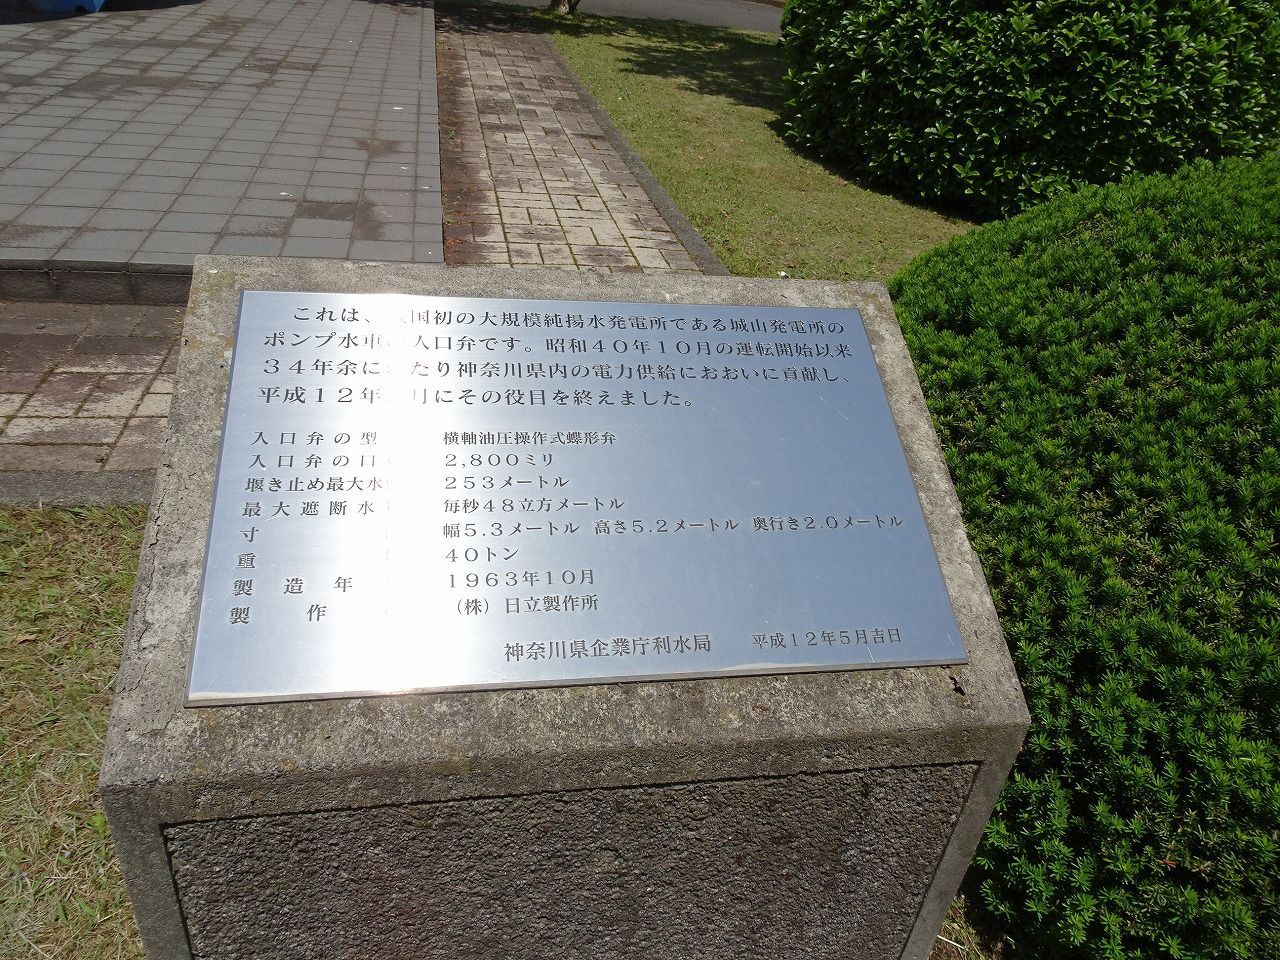 これは、国初の大規模純揚水発電所である城山発電所の
ポンプ水車入口弁です。昭和40年10月の運転開始以来
34年余にたり神奈川県内の電力供給におおいに貢献し、
平成12年月にその役目を終えました。
入口弁の型 横軸油圧操作式蝶形弁
入口弁の口 2,800ミリ
堰き止め最大水 253メートル
最大遮断水 毎秒48立方メートル
寸 幅5.3メートル 高さ5.2メートル 奥行き2.0メートル
重 40トン
製造年 1963年10月
製作 (株)日立製作所
神奈川県企業庁利水局 平成12年5月吉日